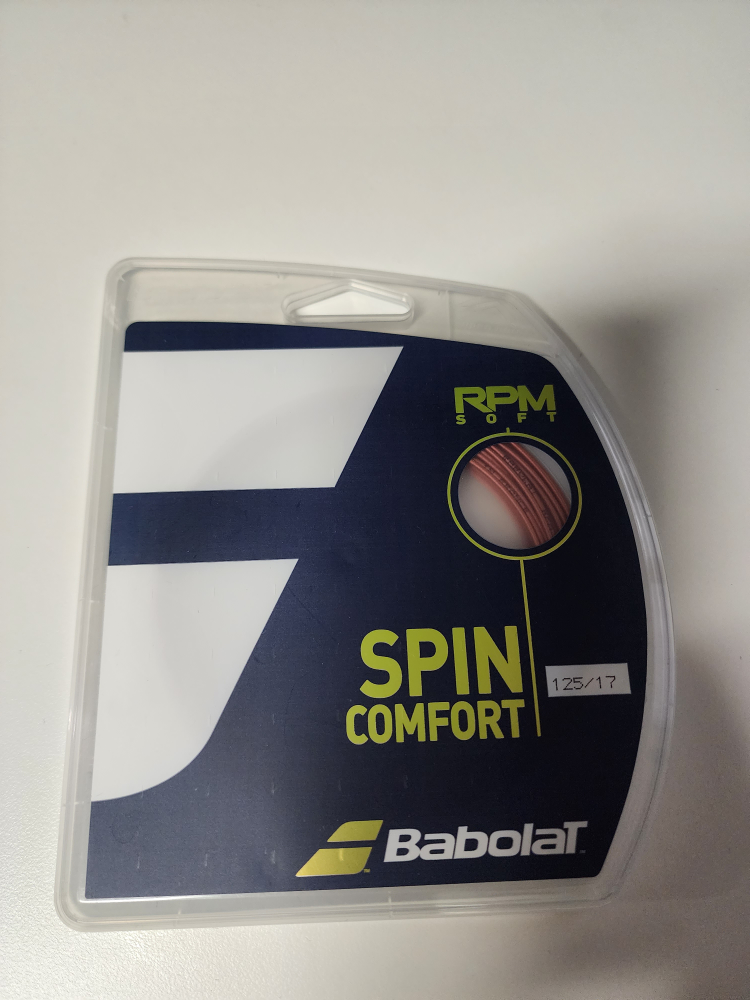 RPM
SOFT
SPIN
COMFORT
125/17
BabolaT